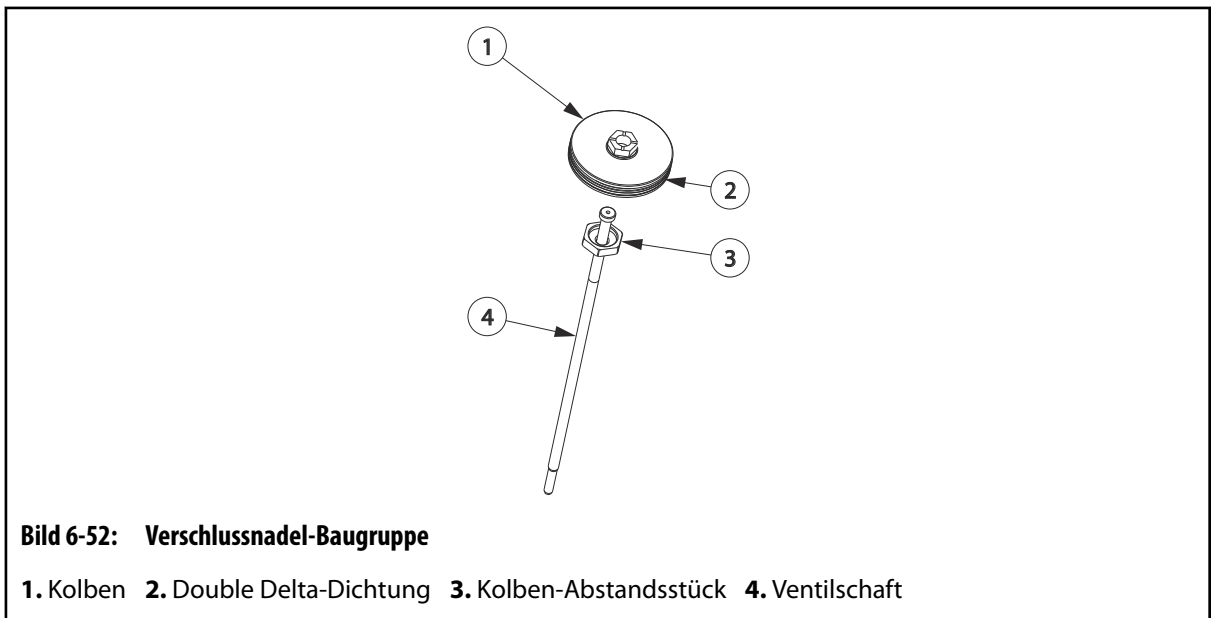 1
2
3
4
Bild 6-52: Verschlussnadel-Baugruppe
1. Kolben 2. Double Delta-Dichtung 3. Kolben-Abstandsstück 4. Ventilschaft